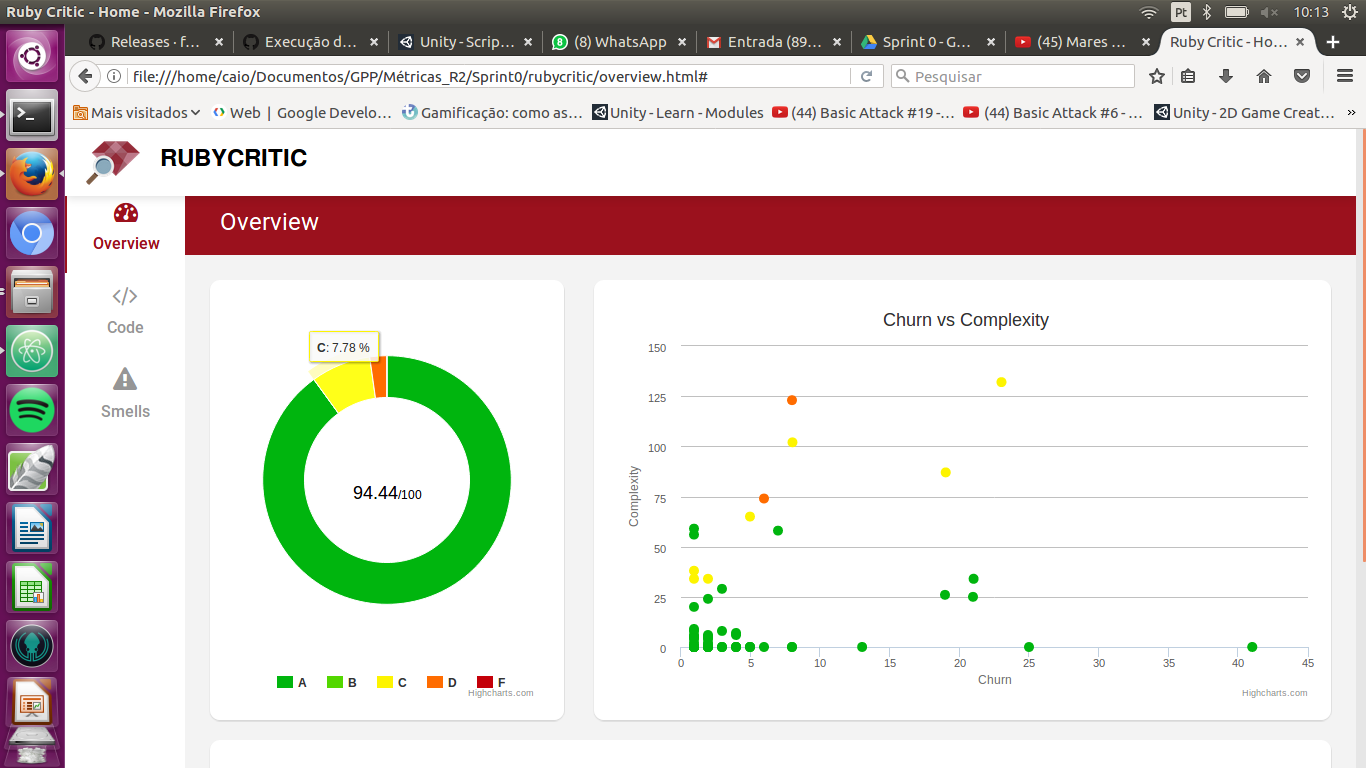 Ruby Critic - Home - Mozilla Firefox
Pt
10:13
Releases · f…
Execução d…
Unity - Scrip…
(8) WhatsApp
Entrada (89…
Sprint 0 - G…
(45) Mares …
Ruby Critic - Ho…
file:///home/caio/Documentos/GPP/Métricas_R2/Sprint0/rubycritic/overview.html#
Pesquisar
Mais visitados
Web | Google Develo…
Gamificação: como as…
Unity - Learn - Modules
(44) Basic Attack #19 -…
(44) Basic Attack #6 - …
Unity - 2D Game Creat…
»
RUBYCRITIC
Overview
Code
Smells
Overview
C: 7.78 %
94.44/100
A
B
C
D
F
Highcharts.com
Churn vs Complexity
Complexity
150
125
100
75
50
25
0
0
5
10
15
20
25
30
35
40
45
Churn
Highcharts.com